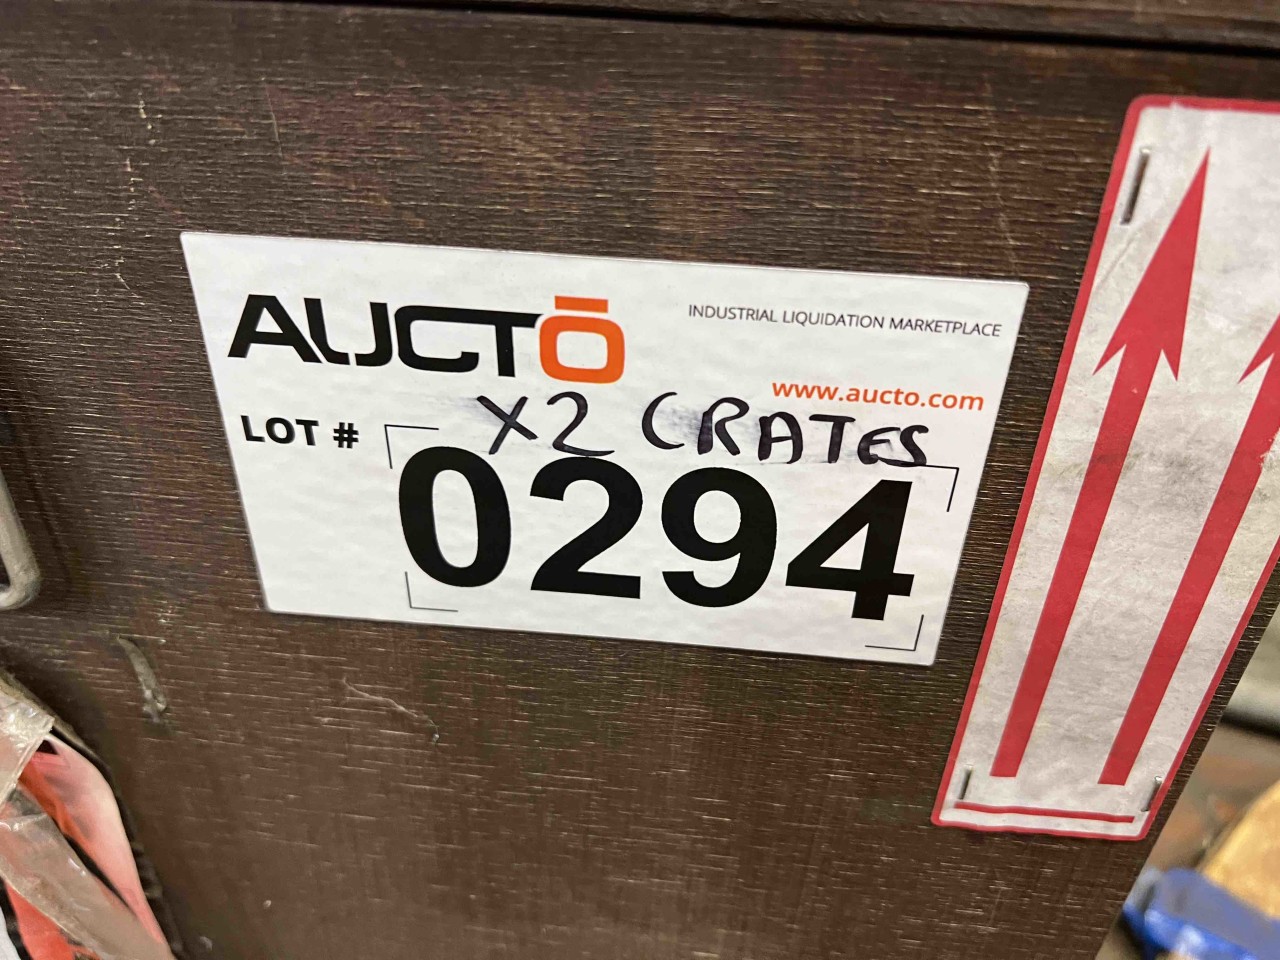 AUCTŌ
INDUSTRIAL LIQUIDATION MARKETPLACE
www.aucto.com
X2 CRATES
LOT #
0294